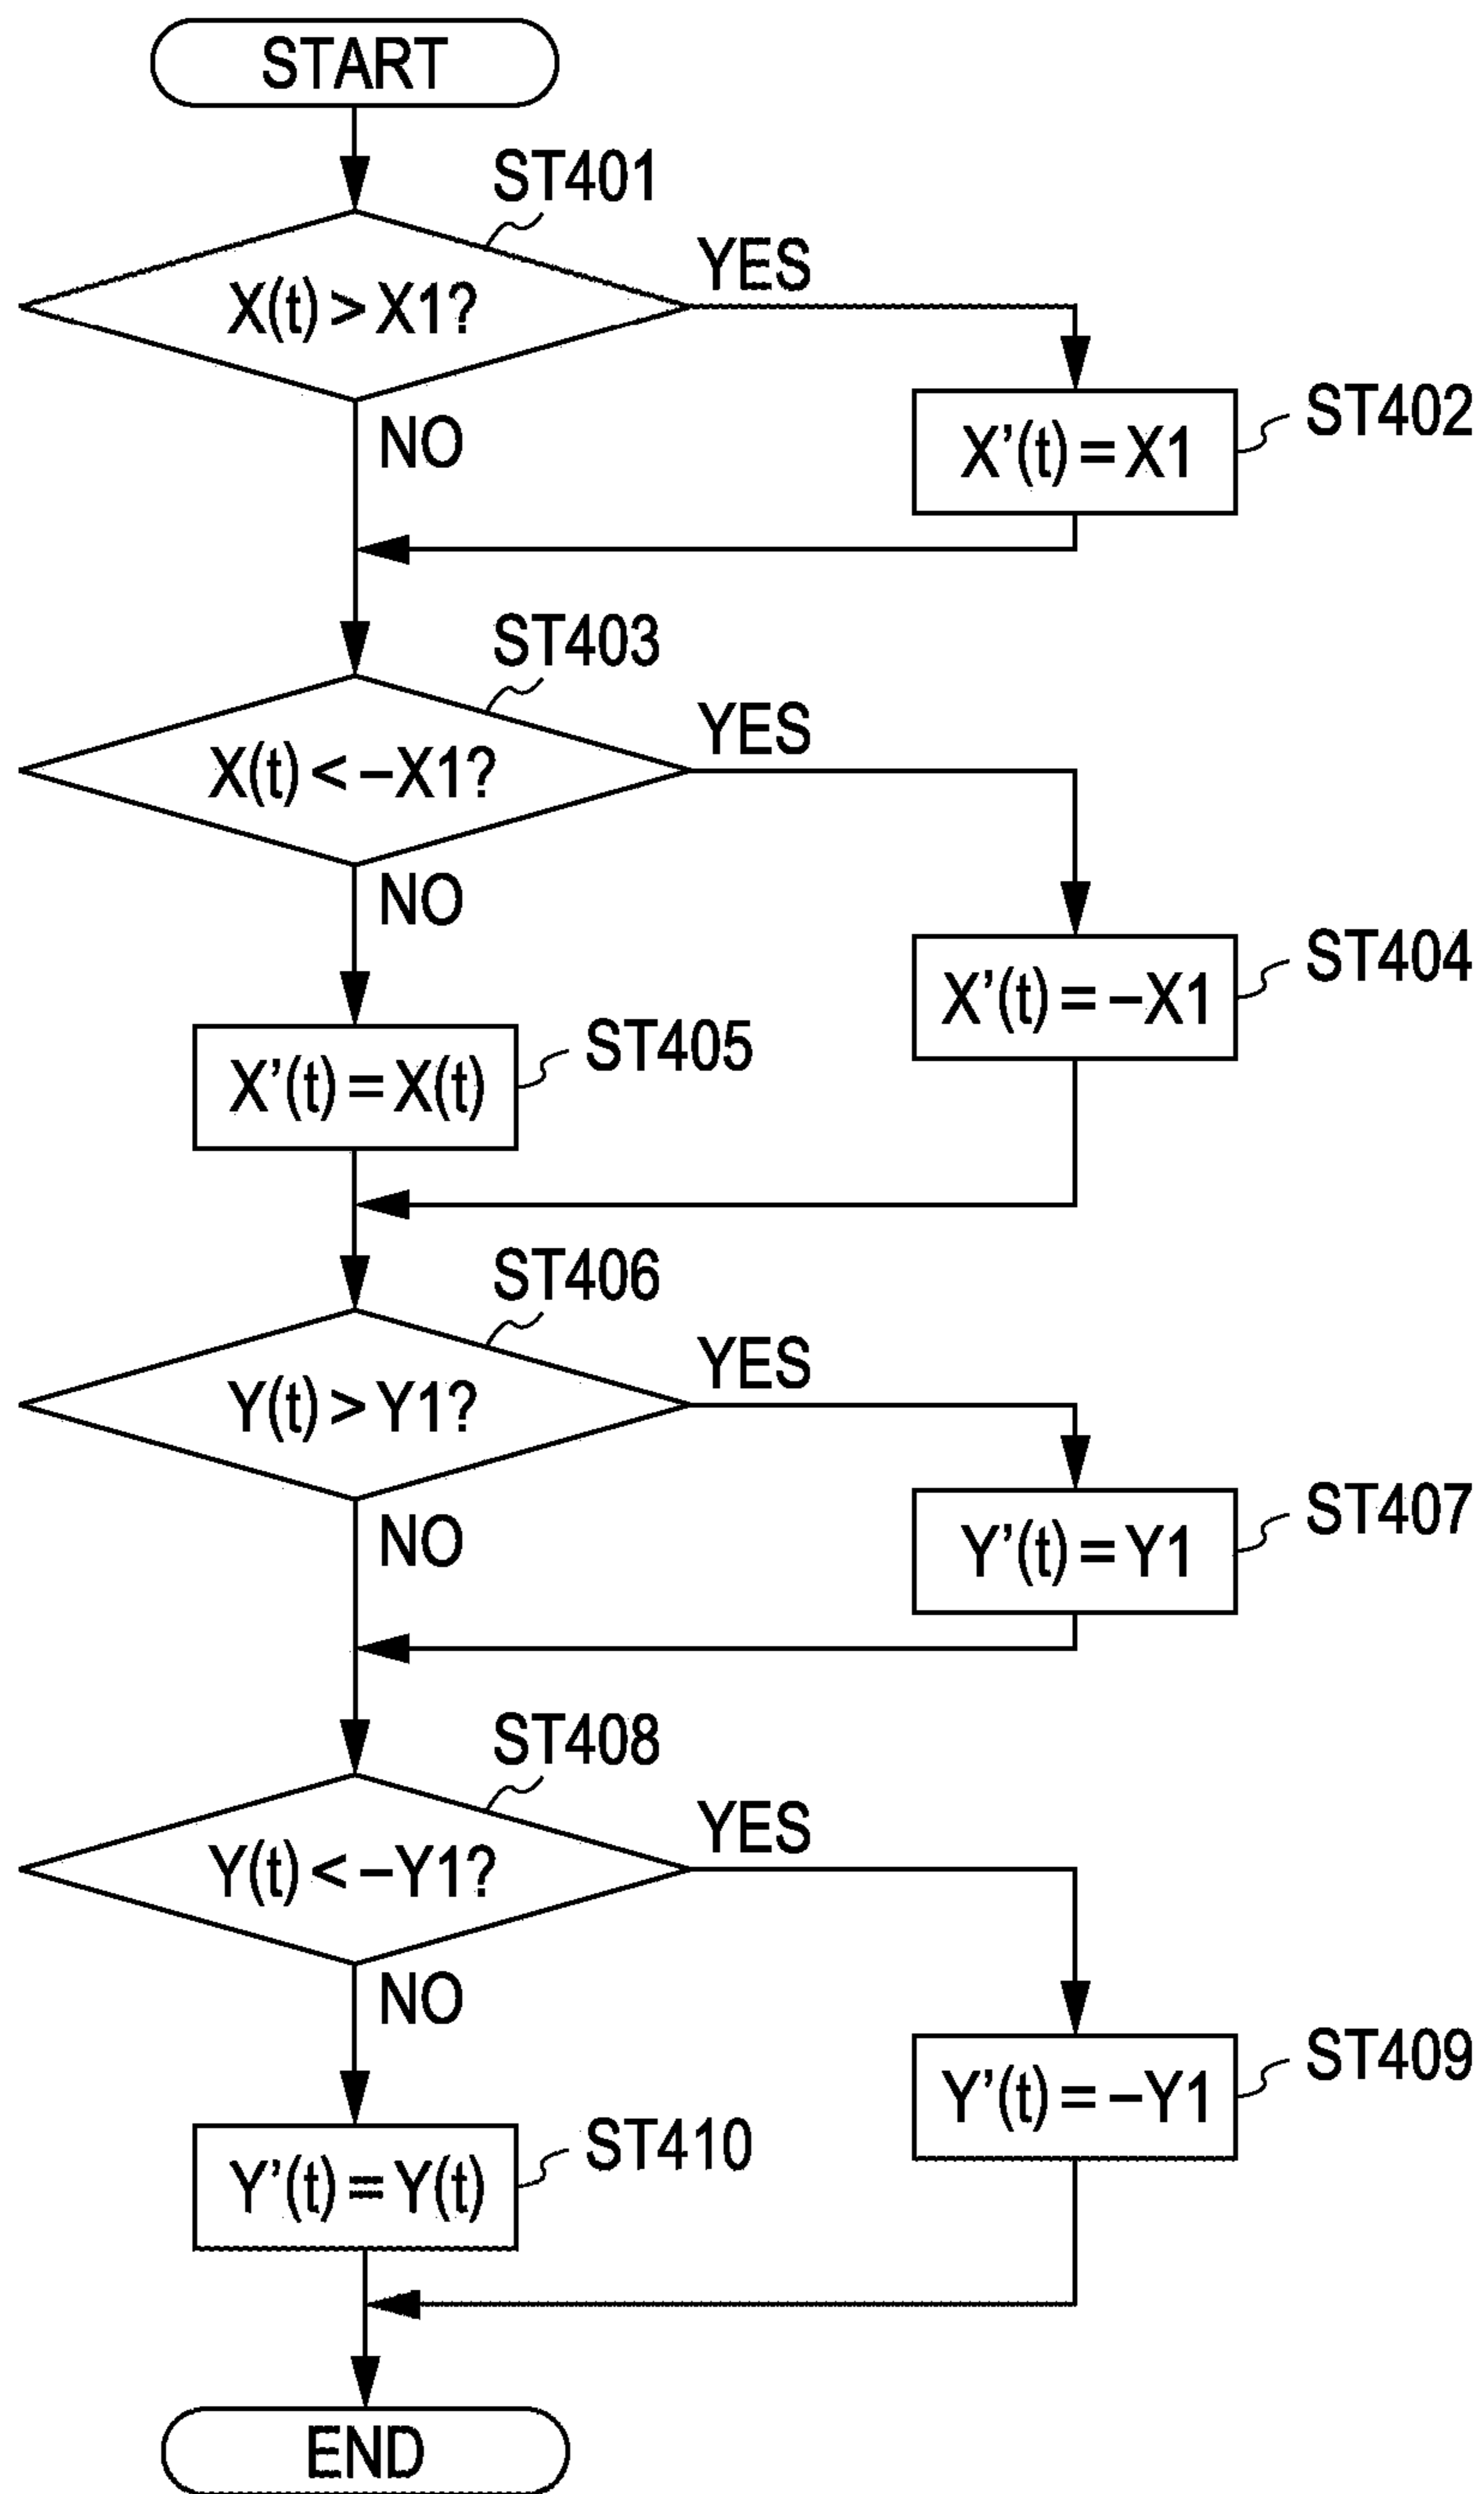 START
ST401
X(t) > X1?
YES
NO
ST402
X’(t) = X1
ST403
X(t) < –X1?
YES
NO
ST404
X’(t) = –X1
ST405
X’(t) = X(t)
ST406
Y(t) > Y1?
YES
NO
ST407
Y’(t) = Y1
ST408
Y(t) < –Y1?
YES
NO
ST409
Y’(t) = –Y1
ST410
Y’(t) = Y(t)
END